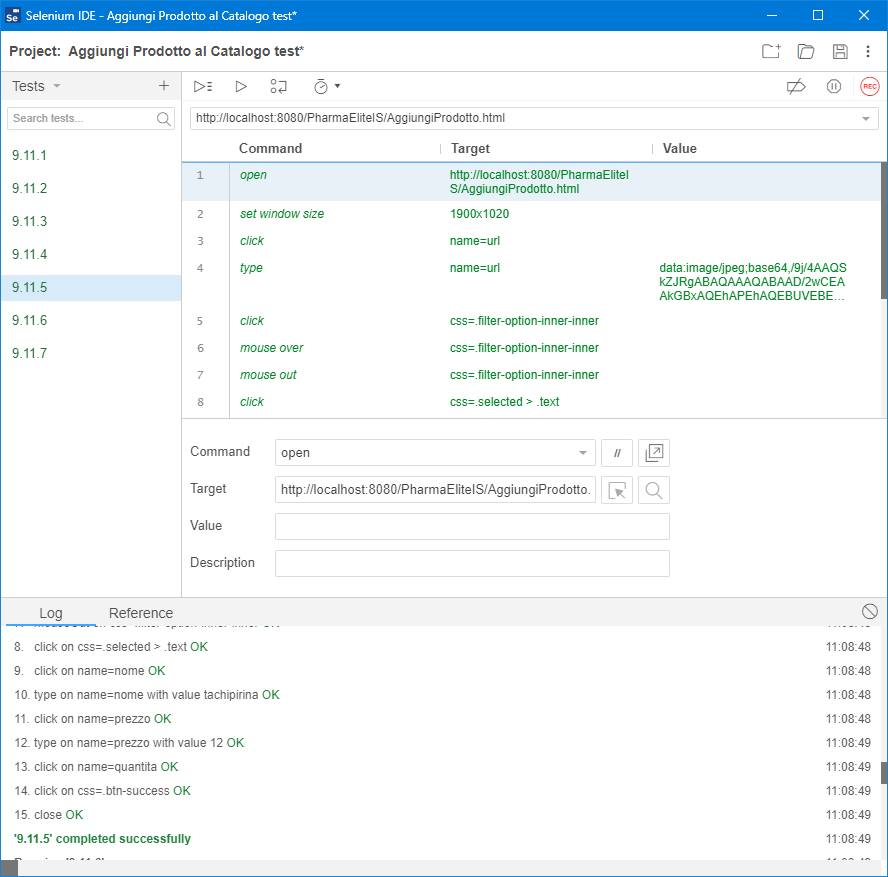 Se Selenium IDE - Aggiungi Prodotto al Catalogo test*
Project: Aggiungi Prodotto al Catalogo test*
Tests
Search tests...
9.11.1
9.11.2
9.11.3
9.11.4
9.11.5
9.11.6
9.11.7
REC
http://localhost:8080/PharmaEliteIS/AggiungiProdotto.html
Command Target Value
1 open http://localhost:8080/PharmaEliteI
S/AggiungiProdotto.html
2 set window size 1900x1020
3 click name=url
4 type name=url data:image/jpeg;base64,/9j/4AAQS
kZJRgABAQAAAQABAAD/2wCEA
AkGBxAQEhAPEhAQEBUVEBE...
5 click css=.filter-option-inner-inner
6 mouse over css=.filter-option-inner-inner
7 mouse out css=.filter-option-inner-inner
8 click css=.selected > .text
Command open //
Target http://localhost:8080/PharmaEliteIS/AggiungiProdotto.
Value
Description
Log Reference
8. click on css=.selected > .text OK 11:08:48
9. click on name=nome OK 11:08:48
10. type on name=nome with value tachipirina OK 11:08:48
11. click on name=prezzo OK 11:08:48
12. type on name=prezzo with value 12 OK 11:08:49
13. click on name=quantita OK 11:08:49
14. click on css=.btn-success OK 11:08:49
15. close OK 11:08:49
'9.11.5' completed successfully 11:08:49